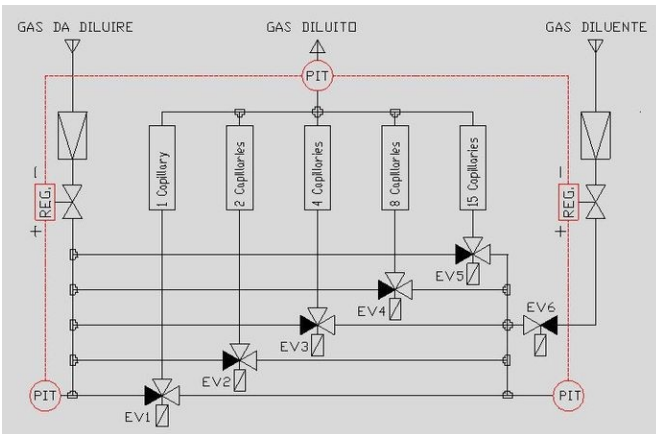 GAS DA DILUIRE
GAS DILUITO
GAS DILUENTE
PIT
1 Capillary
2 Capillaries
4 Capillaries
8 Capillaries
15 Capillaries
-
REG.
+
-
REG.
+
EV5
EV4
EV6
EV3
EV2
PIT
PIT
EV1